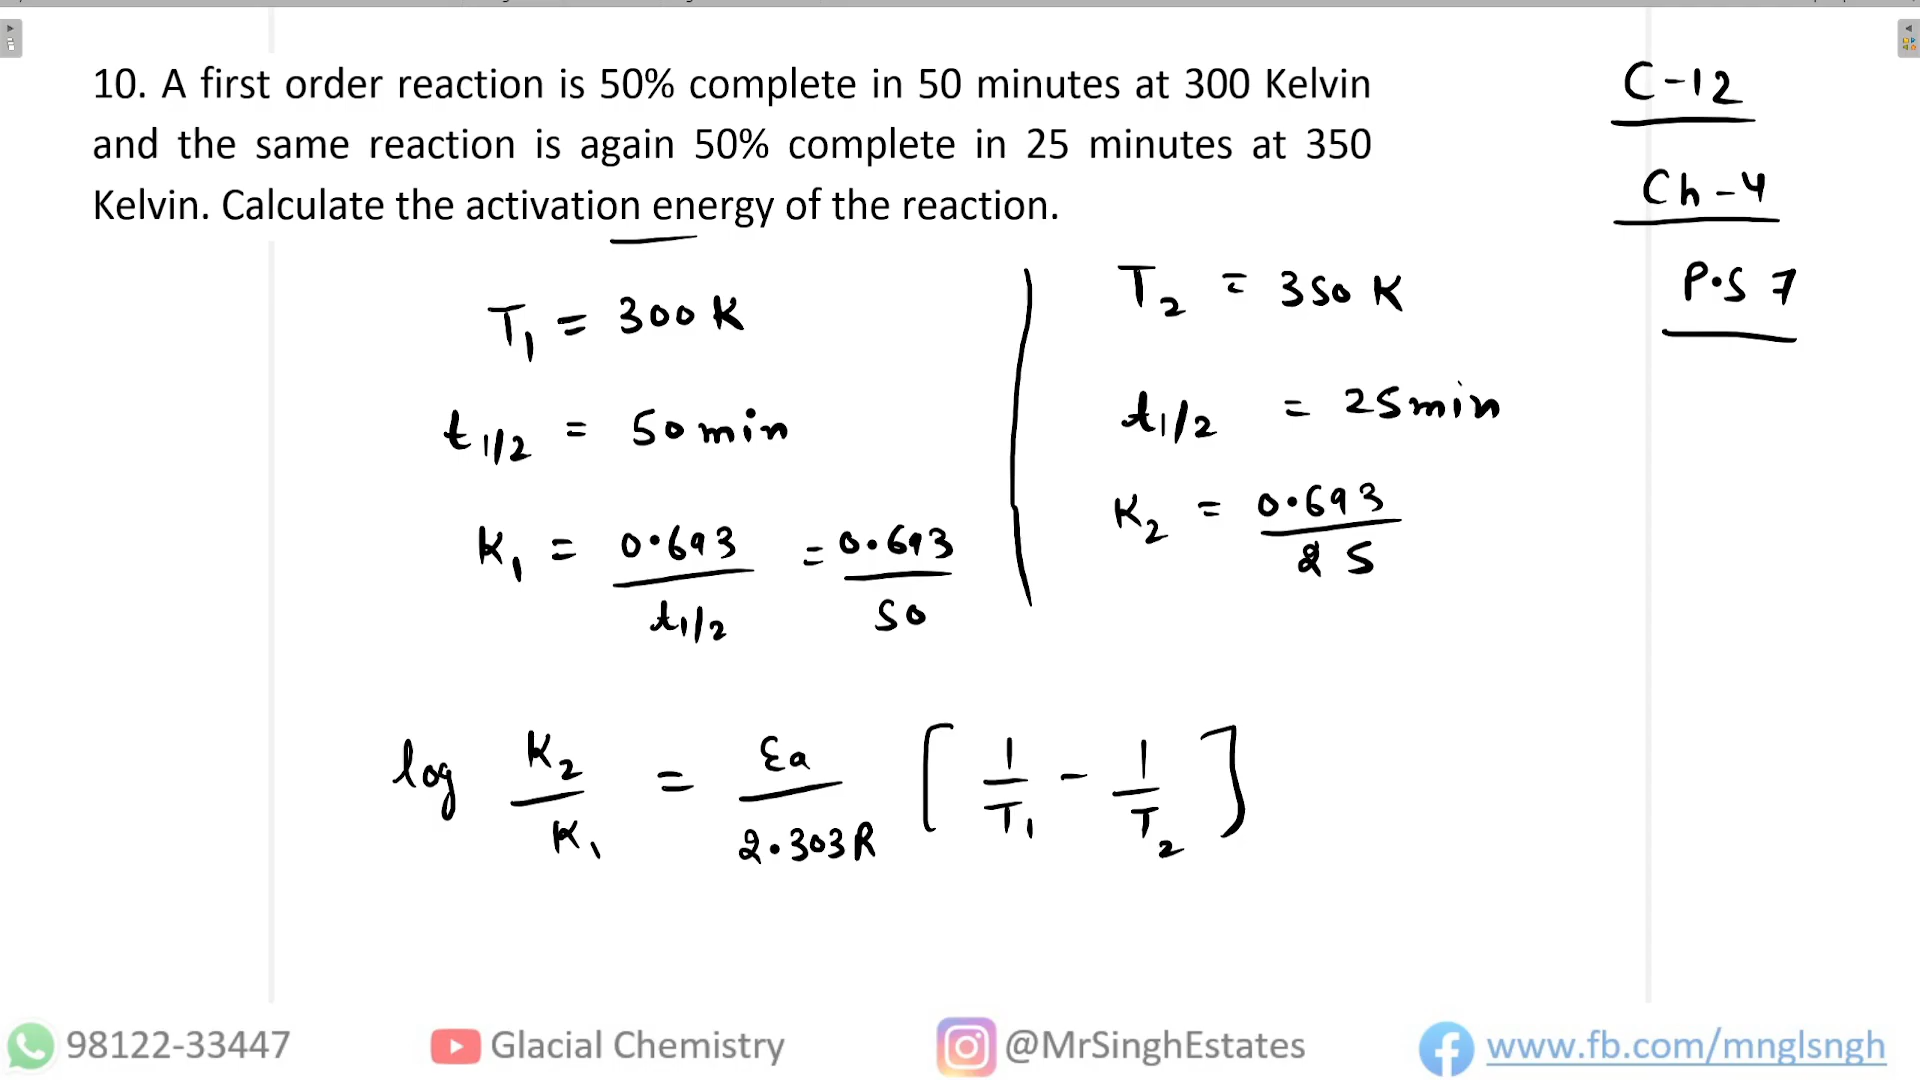 10. A first order reaction is 50% complete in 50 minutes at 300 Kelvin
and the same reaction is again 50% complete in 25 minutes at 350
Kelvin. Calculate the activation energy of the reaction.
C-12
Ch-4
P.S 7
T₁ = 300 K
t₁/₂ = 50 min
K₁ = 0.693/t₁/₂ = 0.693/50
T₂ = 350 K
t₁/₂ = 25 min
K₂ = 0.693/25
log K₂/K₁ = Ea/2.303R [1/T₁ - 1/T₂]
98122-33447
Glacial Chemistry
@MrSinghEstates
www.fb.com/mnglsngh